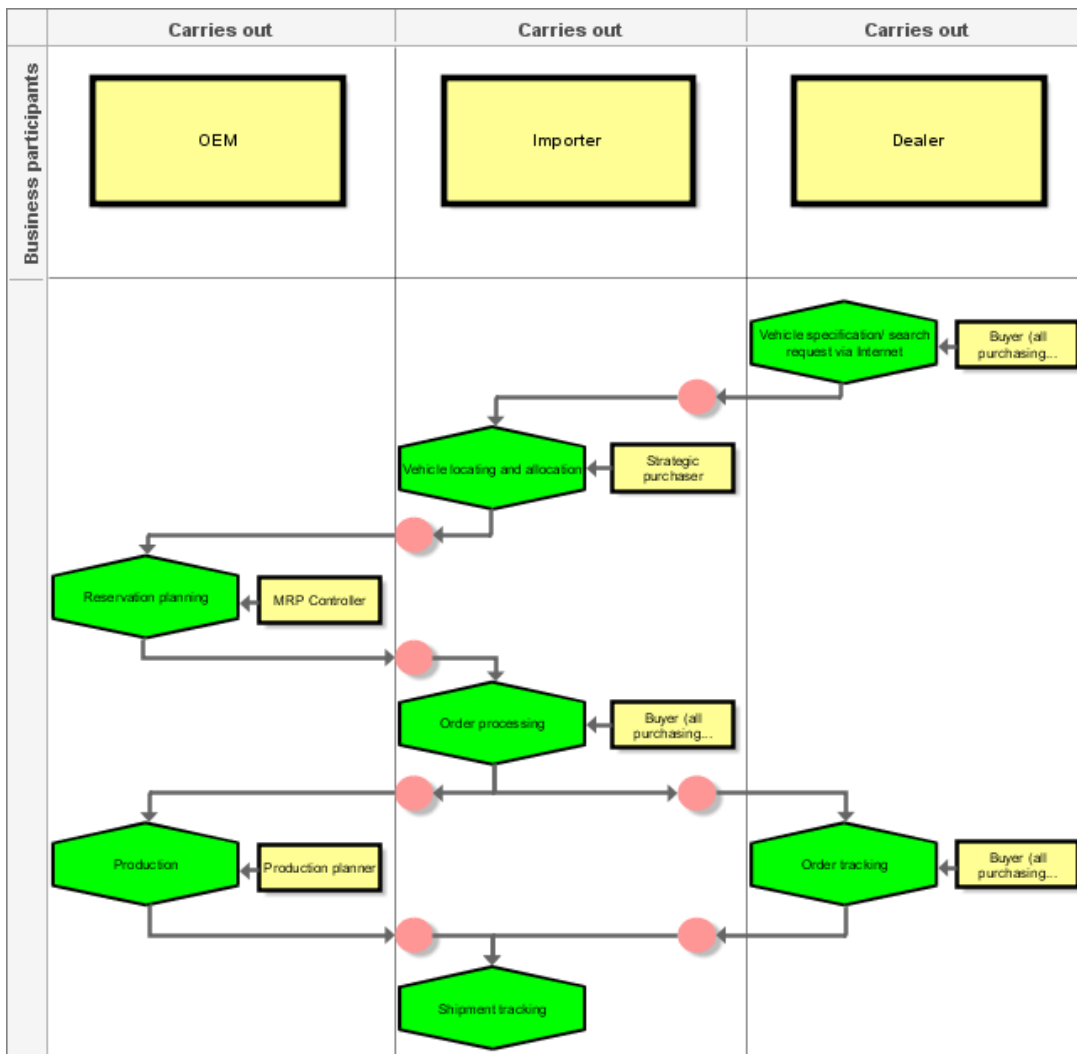 Carries out
Carries out
Carries out
Business participants
OEM
Importer
Dealer
Vehicle specification/ search
request via Internet
Buyer (all
purchasing...
Vehicle locating and allocation
Strategic
purchaser
Reservation planning
MRP Controller
Order processing
Buyer (all
purchasing...
Production
Production planner
Order tracking
Buyer (all
purchasing...
Shipment tracking